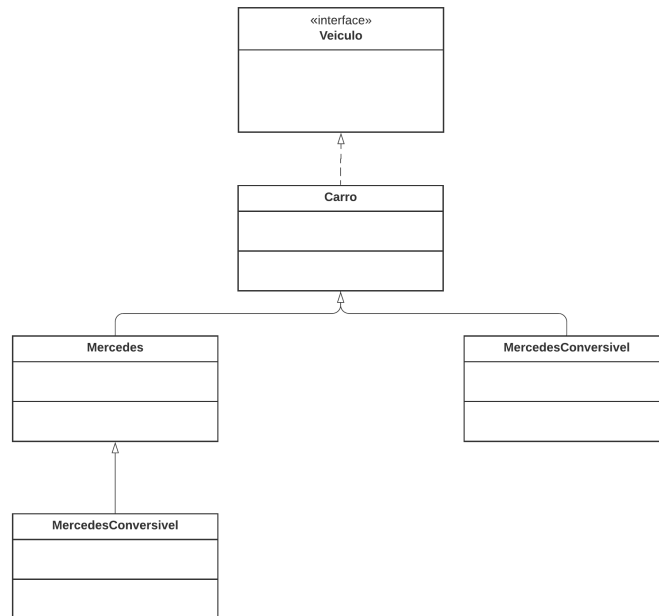 «interface»
Veiculo
Carro
Mercedes
MercedesConversivel
MercedesConversivel